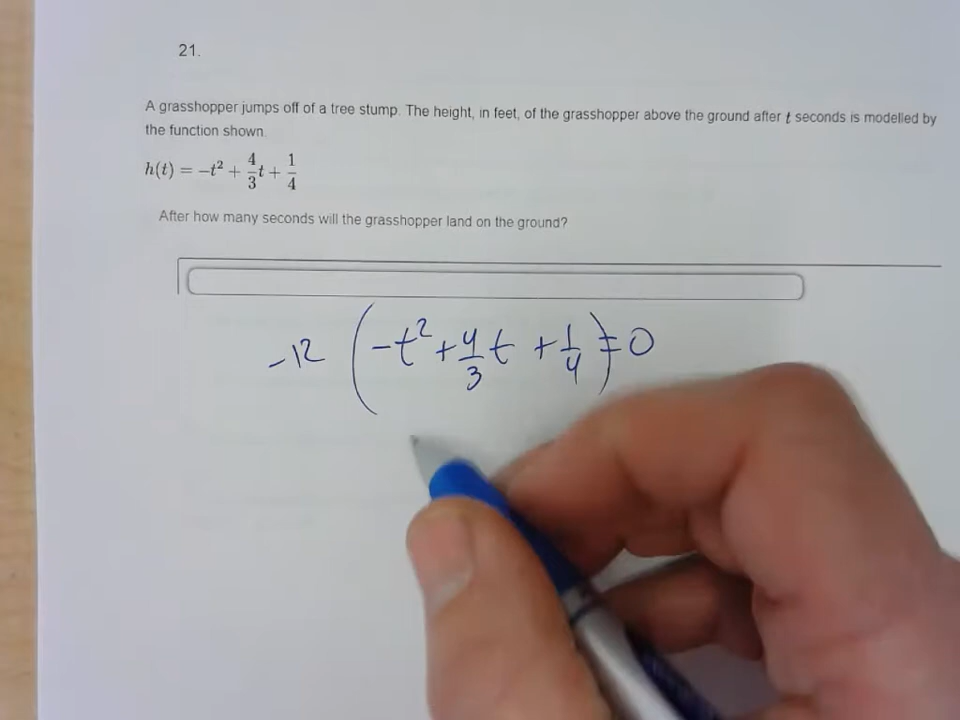 21.
A grasshopper jumps off of a tree stump. The height, in feet, of the grasshopper above the ground after t seconds is modelled by
the function shown.
h(t) = −t² + 4/3 t + 1/4
After how many seconds will the grasshopper land on the ground?
-12 (-t² + 4/3 t + 1/4) = 0